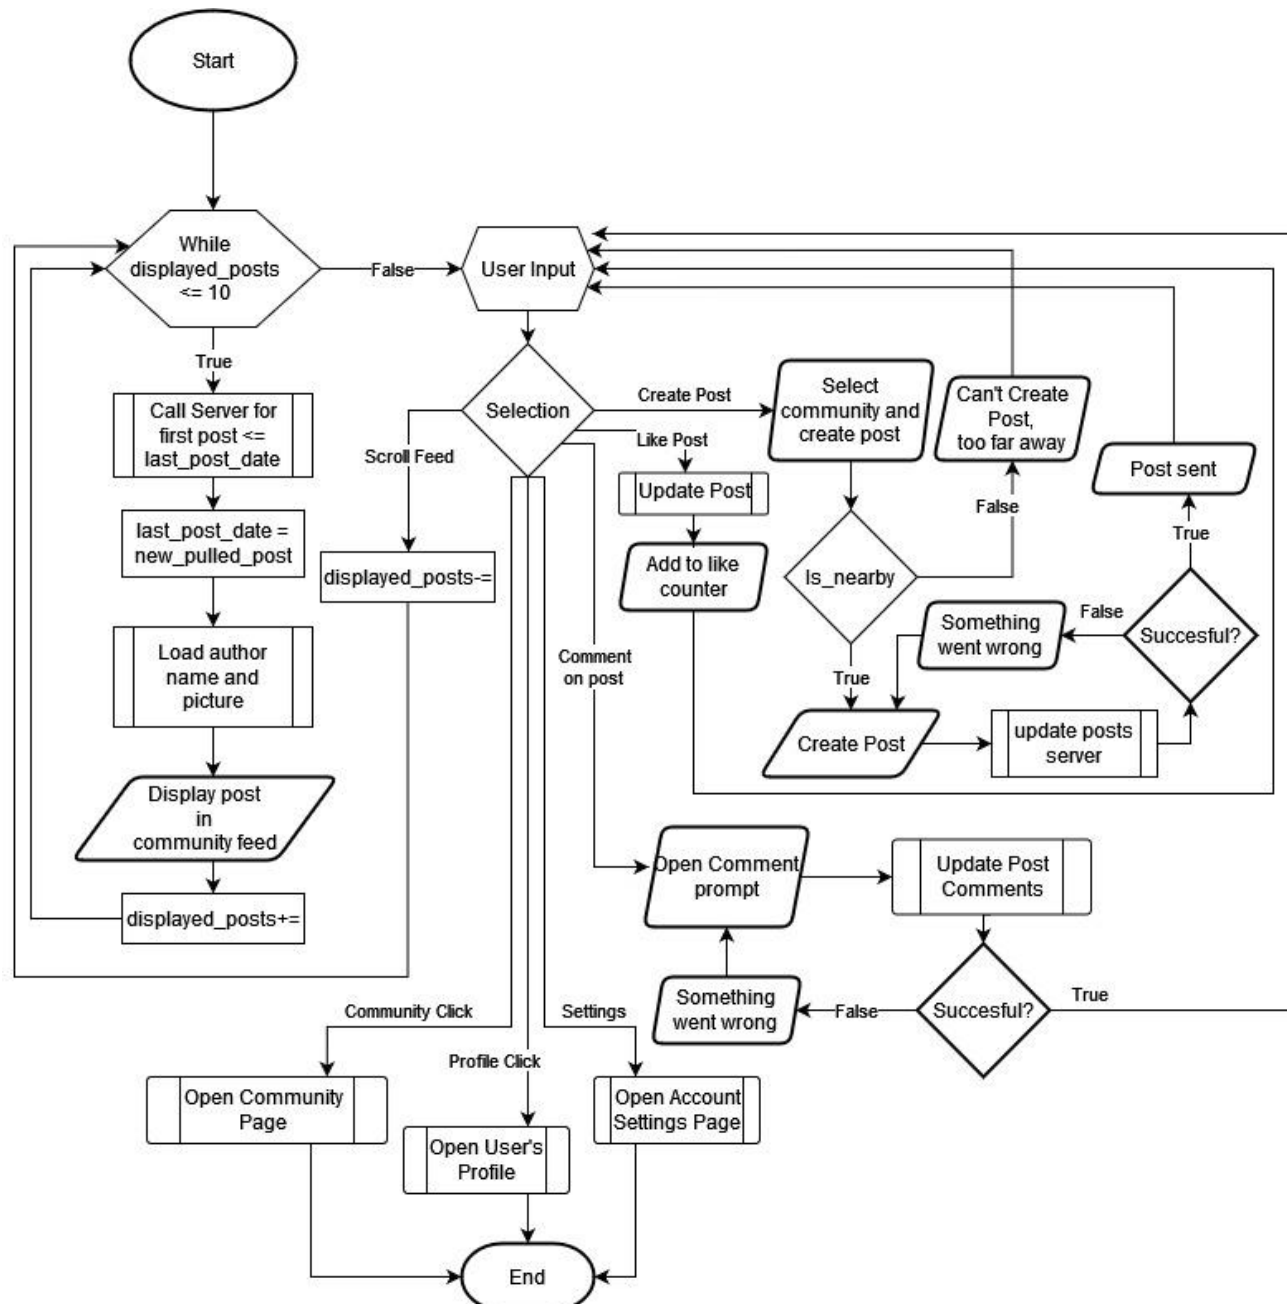 Start
While
displayed_posts
<= 10
False
User Input
True
Call Server for
first post <=
last_post_date
last_post_date =
new_pulled_post
Load author
name and
picture
Display post
in
community feed
displayed_posts+=
Selection
Scroll Feed
displayed_posts-=
Create Post
Select
community and
create post
Like Post
Update Post
Add to like
counter
Can't Create
Post,
too far away
False
Is_nearby
True
Post sent
True
Succesful?
False
Something
went wrong
Create Post
update posts
server
Comment
on post
Open Comment
prompt
Update Post
Comments
Succesful?
True
False
Something
went wrong
Community Click
Settings
Profile Click
Open Community
Page
Open User's
Profile
Open Account
Settings Page
End